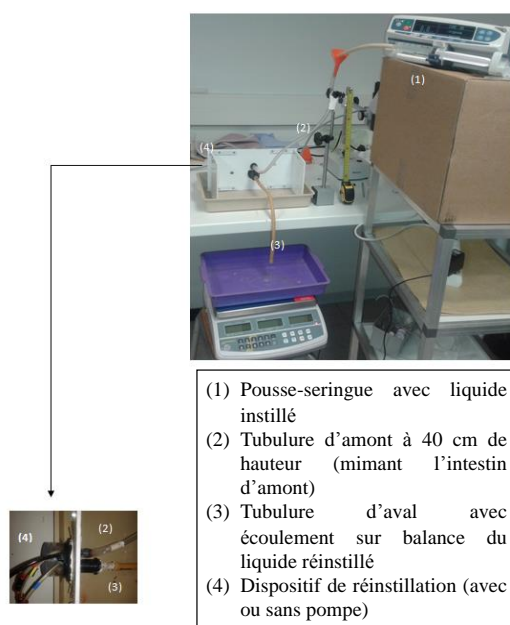 (1)
(2)
(4)
(3)
(1) Pousse-seringue avec liquide
instillé
(2) Tubulure d'amont à 40 cm de
hauteur (mimant l'intestin
d'amont)
(3) Tubulure d'aval avec
écoulement sur balance du
liquide réinstillé
(4) Dispositif de réinstillation (avec
ou sans pompe)
(4)
(2)
(3)